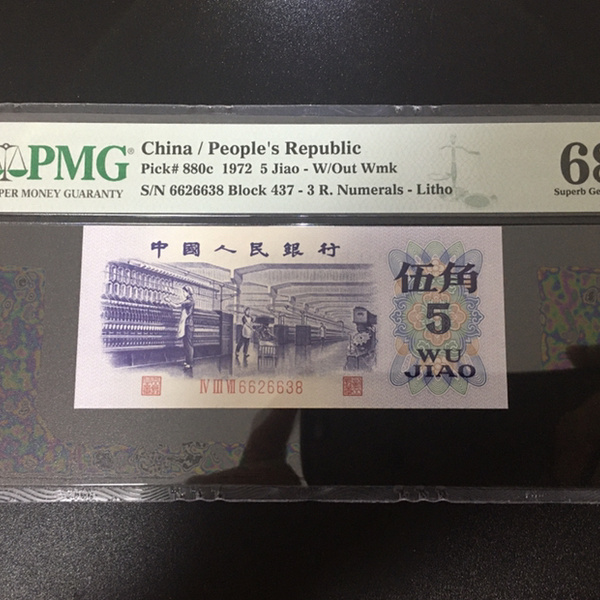 PMG®
PER MONEY GUARANTY
China / People's Republic
Pick# 880c 1972 5 Jiao - W/Out Wmk
S/N 6626638 Block 437 - 3 R. Numerals - Litho
68
Superb Ge
中國人民銀行
伍角
5
WU
JIAO
IV III VII 6626638